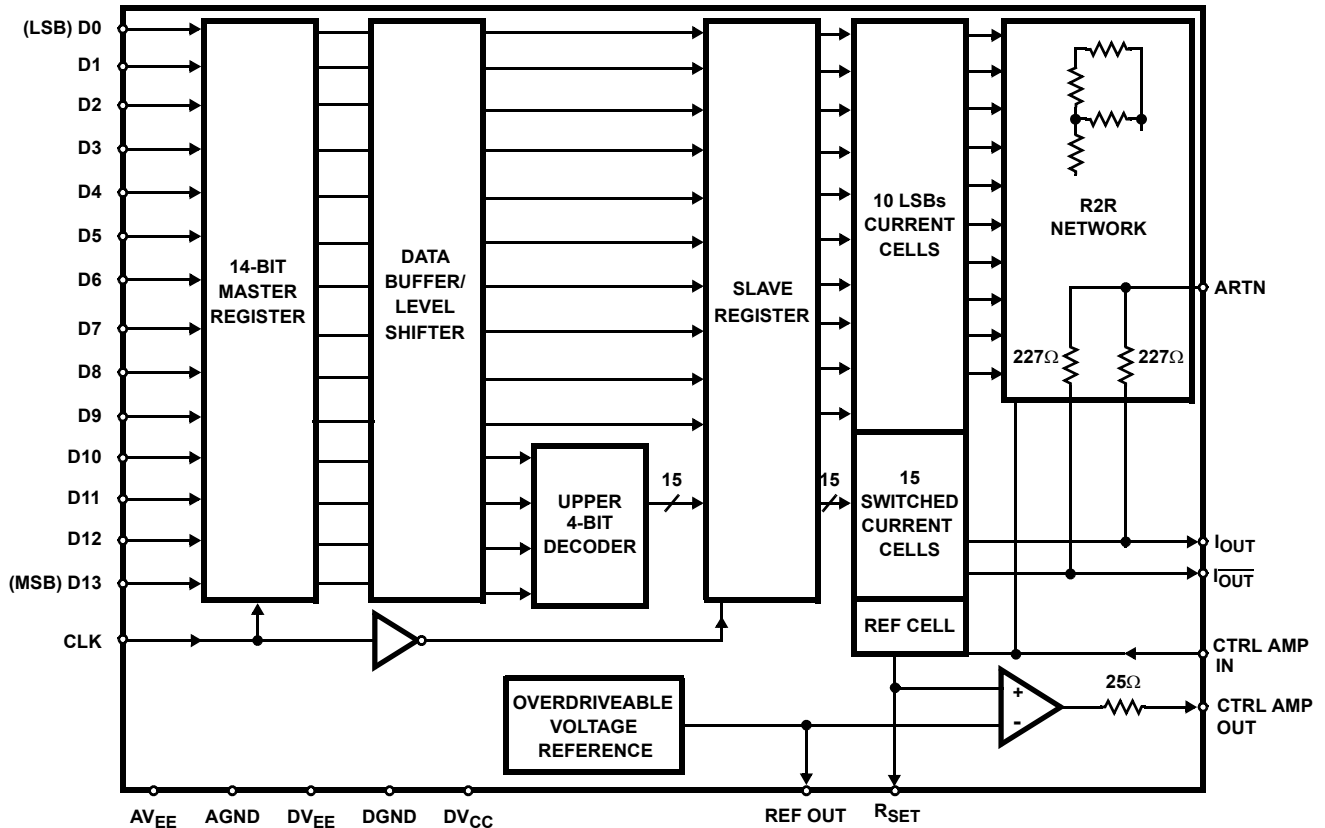 (LSB) D0
D1
D2
D3
D4
D5
D6
D7
D8
D9
D10
D11
D12
(MSB) D13
CLK
14-BIT
MASTER
REGISTER
DATA
BUFFER/
LEVEL
SHIFTER
UPPER
4-BIT
DECODER
15
SLAVE
REGISTER
15
10 LSBs
CURRENT
CELLS
15
SWITCHED
CURRENT
CELLS
REF CELL
R2R
NETWORK
227Ω
227Ω
ARTN
IOUT
IOUT
CTRL AMP
IN
25Ω
CTRL AMP
OUT
+
-
OVERDRIVEABLE
VOLTAGE
REFERENCE
AVEE
AGND
DVEE
DGND
DVCC
REF OUT
RSET